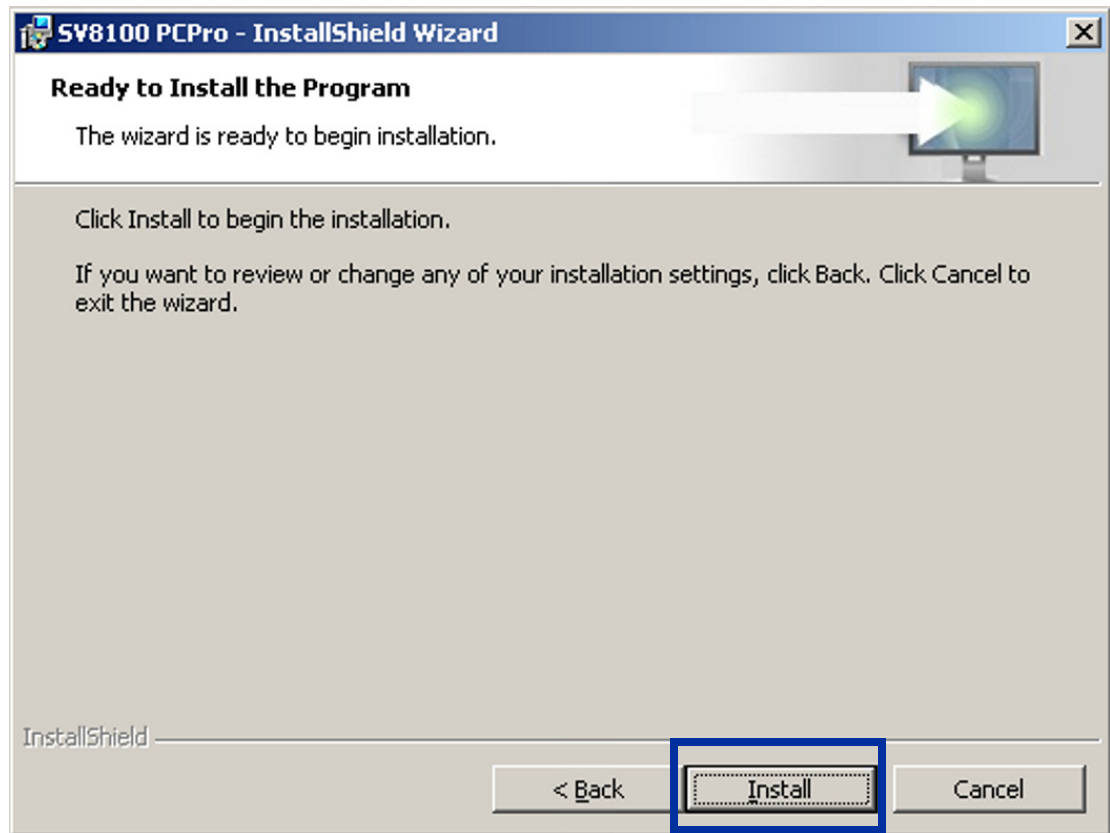 SV8100 PCPro - InstallShield Wizard
Ready to Install the Program
The wizard is ready to begin installation.
Click Install to begin the installation.
If you want to review or change any of your installation settings, click Back. Click Cancel to
exit the wizard.
InstallShield
< Back Install Cancel